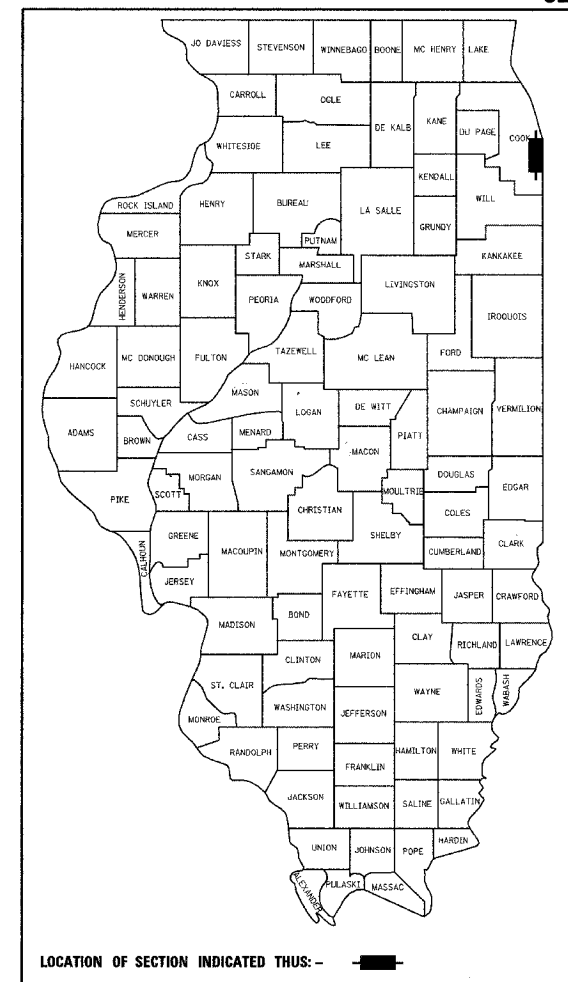 JO DAVIESS
STEVENSON
WINNEBAGO
BOONE
MC HENRY
LAKE
CARROLL
OGLE
DE KALB
KANE
DU PAGE
COOK
WHITESIDE
LEE
KENDALL
WILL
ROCK ISLAND
HENRY
BUREAU
LA SALLE
GRUNDY
MERCER
PUTNAM
STARK
MARSHALL
KANKAKEE
HENDERSON
WARREN
KNOX
PEORIA
WOODFORD
LIVINGSTON
IROQUOIS
HANCOCK
MC DONOUGH
FULTON
TAZEWELL
MC LEAN
FORD
SCHUYLER
MASON
LOGAN
DE WITT
CHAMPAIGN
VERMILION
ADAMS
BROWN
CASS
MENARD
MACON
PIATT
PIKE
SCOTT
MORGAN
SANGAMON
CHRISTIAN
MOULTRIE
DOUGLAS
EDGAR
COLES
CALHOUN
GREENE
MACOUPIN
MONTGOMERY
SHELBY
CUMBERLAND
CLARK
JERSEY
FAYETTE
EFFINGHAM
JASPER
CRAWFORD
MADISON
BOND
CLAY
RICHLAND
LAWRENCE
CLINTON
MARION
ST. CLAIR
WAYNE
EDWARDS
WABASH
WASHINGTON
JEFFERSON
MONROE
RANDOLPH
PERRY
HAMILTON
WHITE
FRANKLIN
JACKSON
WILLIAMSON
SALINE
GALLATIN
UNION
JOHNSON
POPE
HARDIN
ALEXANDER
PULASKI
MASSAC
LOCATION OF SECTION INDICATED THUS: –